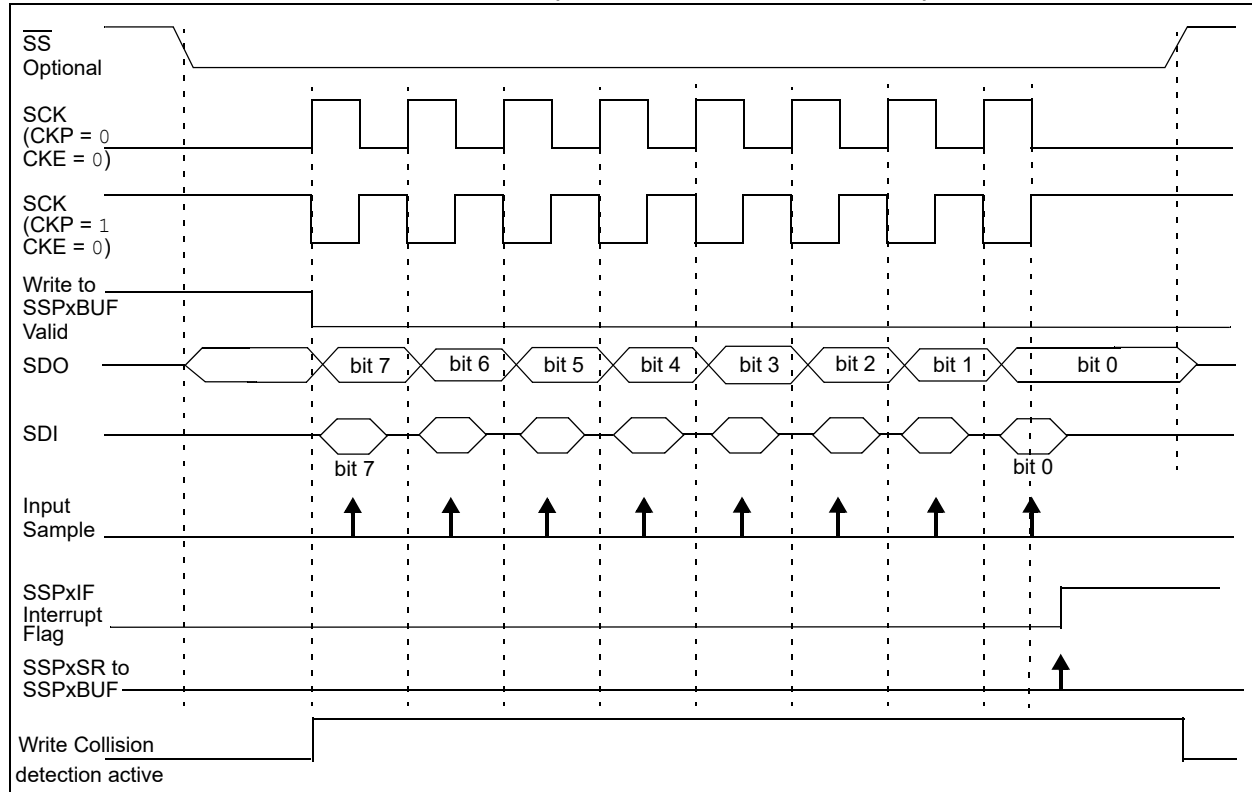 SS
Optional
SCK
(CKP = 0
CKE = 0)
SCK
(CKP = 1
CKE = 0)
Write to
SSPxBUF
Valid
SDO
bit 7 bit 6 bit 5 bit 4 bit 3 bit 2 bit 1 bit 0
SDI
bit 7 bit 0
Input
Sample
SSPxIF
Interrupt
Flag
SSPxSR to
SSPxBUF
Write Collision
detection active